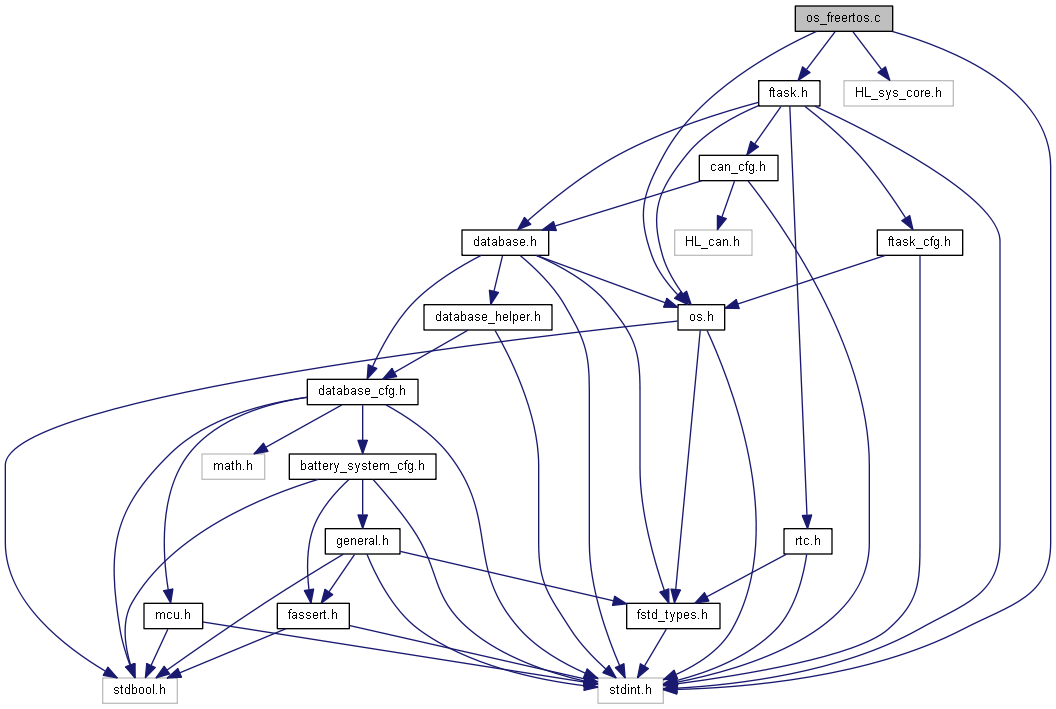 os_freertos.c
ftask.h
HL_sys_core.h
can_cfg.h
database.h
HL_can.h
ftask_cfg.h
database_helper.h
os.h
database_cfg.h
math.h
battery_system_cfg.h
general.h
rtc.h
mcu.h
fassert.h
fstd_types.h
stdbool.h
stdint.h